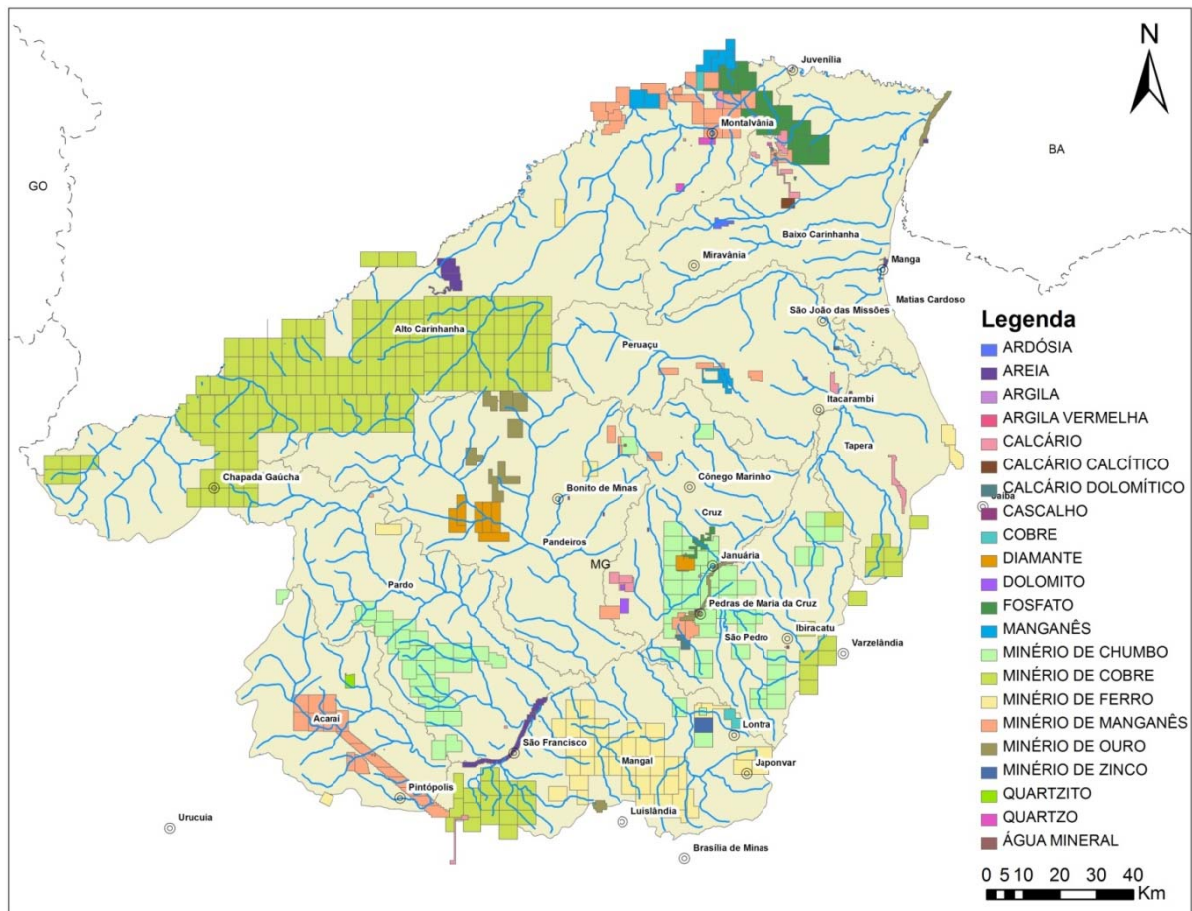 N
Juvenília
Montalvânia
BA
GO
Baixo Carinhanha
Miravânia
Manga
Matias Cardoso
São João das Missões
Alto Carinhanha
Peruaçu
Itacarambi
Tapera
Chapada Gaúcha
Bonito de Minas
Cônego Marinho
Cruz
Pandeiros
Januária
MG
Pardo
Pedras de Maria da Cruz
São Pedro
Ibiracatu
Varzelândia
Acarai
São Francisco
Lontra
Mangal
Japonvar
Pintópolis
Luislândia
Urucuia
Brasília de Minas
Legenda
ARDÓSIA
AREIA
ARGILA
ARGILA VERMELHA
CALCÁRIO
CALCÁRIO CALCÍTICO
CALCÁRIO DOLOMÍTICO
CASCALHO
COBRE
DIAMANTE
DOLOMITO
FOSFATO
MANGANÊS
MINÉRIO DE CHUMBO
MINÉRIO DE COBRE
MINÉRIO DE FERRO
MINÉRIO DE MANGANÊS
MINÉRIO DE OURO
MINÉRIO DE ZINCO
QUARTZITO
QUARTZO
ÁGUA MINERAL
0 5 10 20 30 40
Km